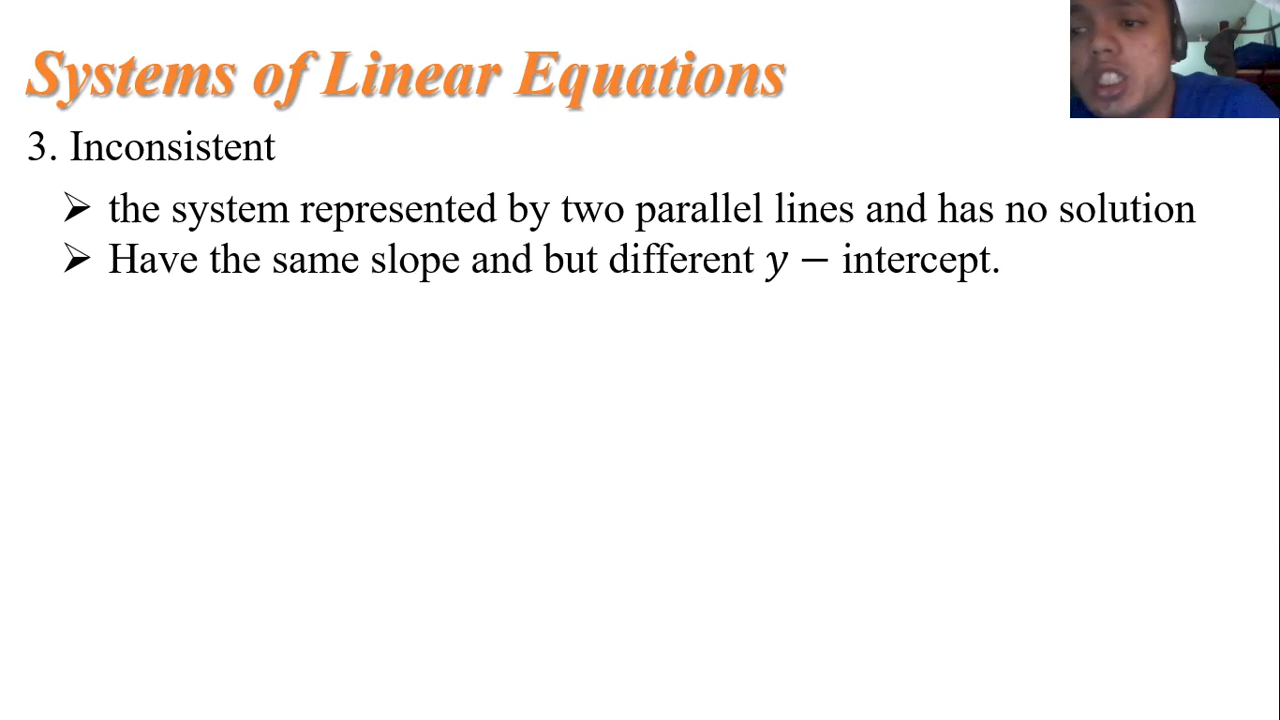 Systems of Linear Equations
3. Inconsistent
➢ the system represented by two parallel lines and has no solution
➢ Have the same slope and but different 𝑦 − intercept.